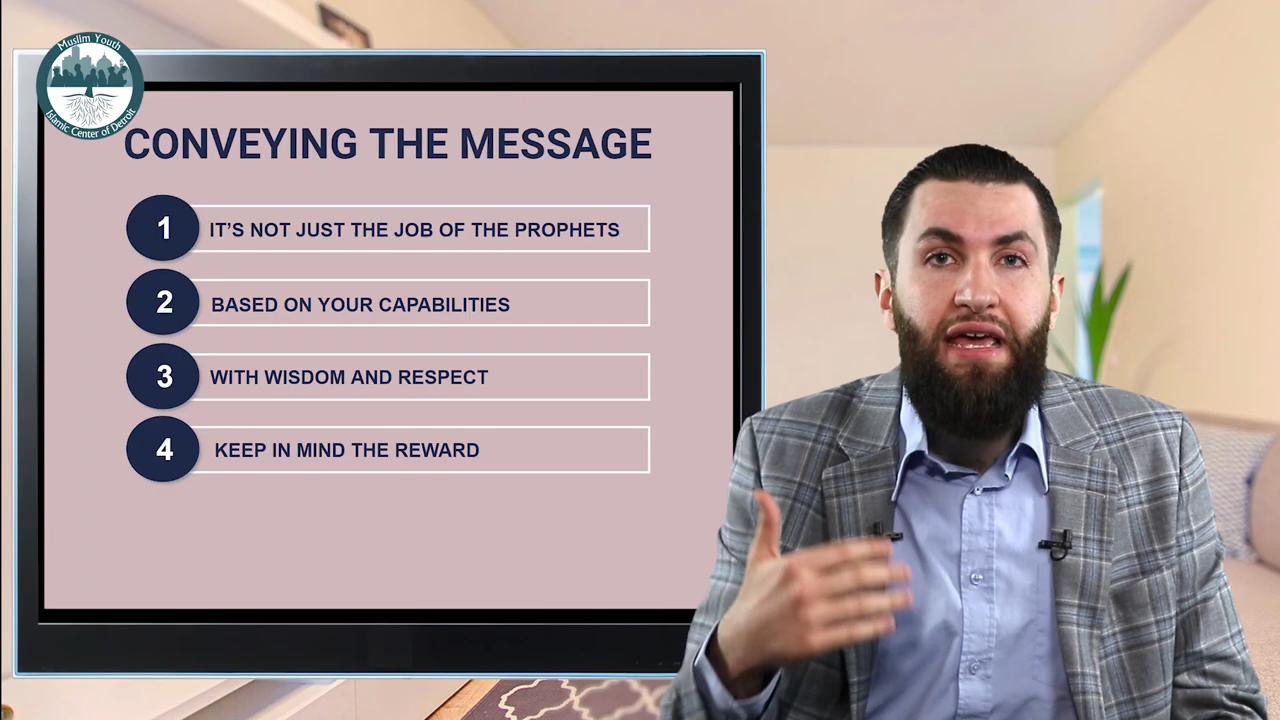 Muslim Youth
Islamic Center of Detroit
CONVEYING THE MESSAGE
1 IT'S NOT JUST THE JOB OF THE PROPHETS
2 BASED ON YOUR CAPABILITIES
3 WITH WISDOM AND RESPECT
4 KEEP IN MIND THE REWARD